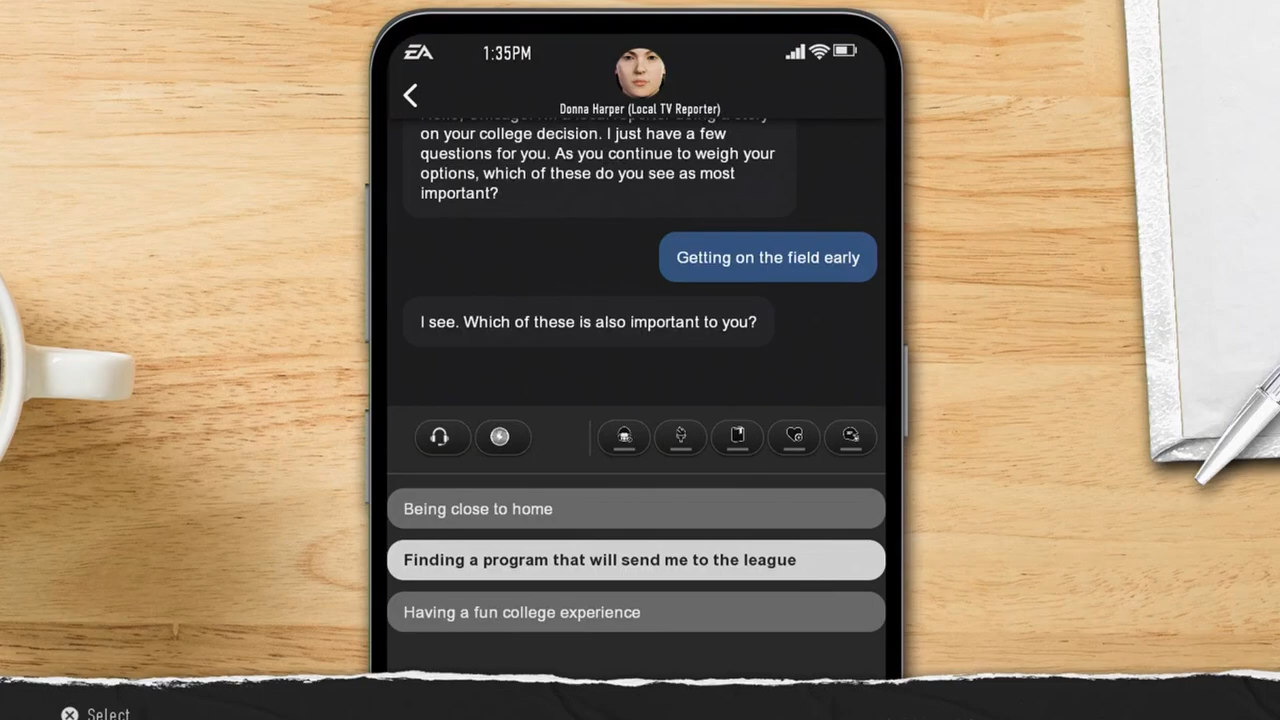 EA
1:35PM
Donna Harper (Local TV Reporter)
on your college decision. I just have a few
questions for you. As you continue to weigh your
options, which of these do you see as most
important?
Getting on the field early
I see. Which of these is also important to you?
Being close to home
Finding a program that will send me to the league
Having a fun college experience
Select